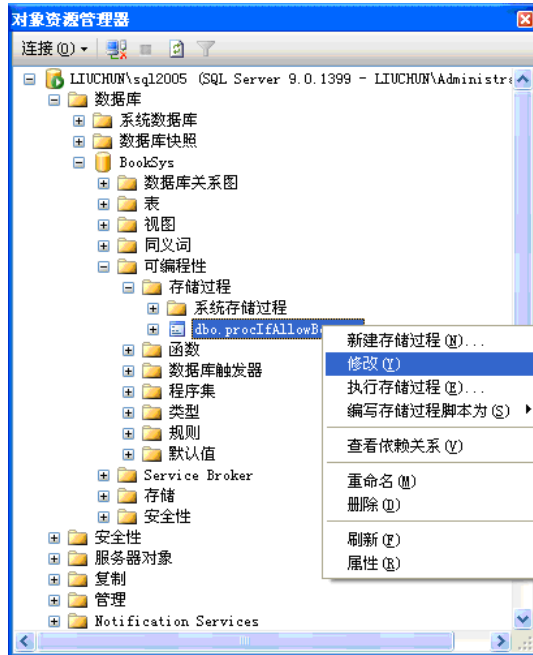 对象资源管理器
连接(O)
LIUCHUN\sql2005 (SQL Server 9.0.1399 - LIUCHUN\Administra
数据库
系统数据库
数据库快照
BookSys
数据库关系图
表
视图
同义词
可编程性
存储过程
系统存储过程
dbo.procIfAllowBo
函数
数据库触发器
程序集
类型
规则
默认值
Service Broker
存储
安全性
安全性
服务器对象
复制
管理
Notification Services
新建存储过程(N)...
修改(Y)
执行存储过程(E)...
编写存储过程脚本为(S)
查看依赖关系(V)
重命名(M)
删除(D)
刷新(F)
属性(R)